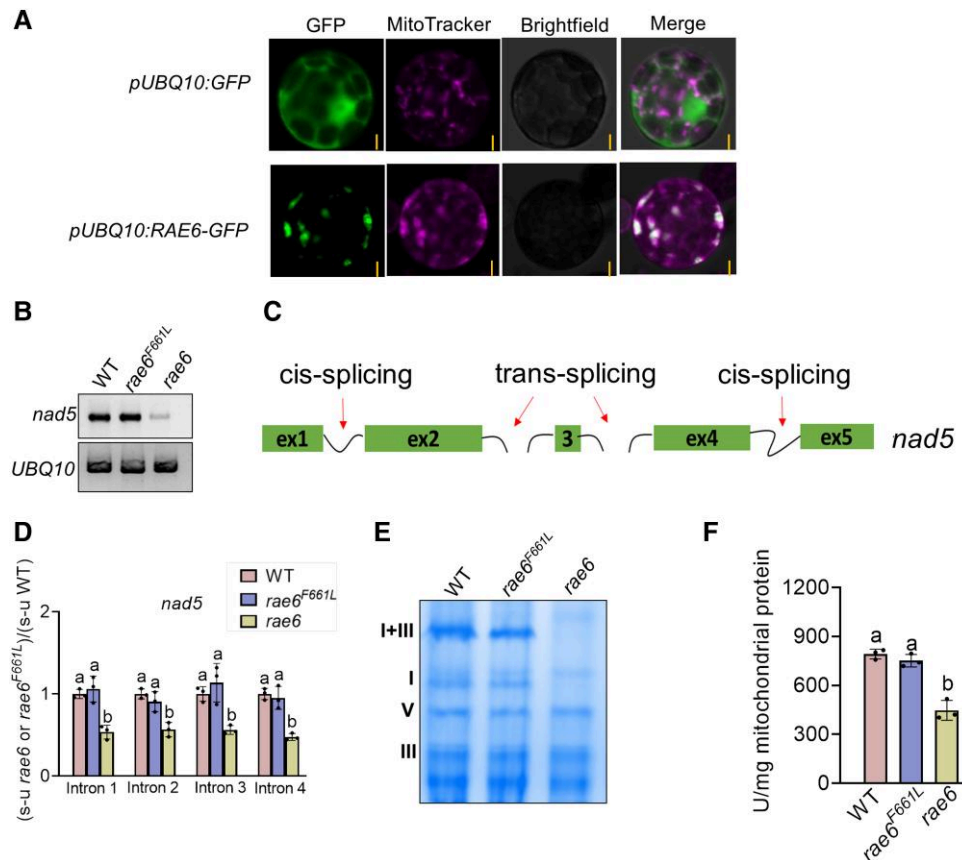 A
GFP MitoTracker Brightfield Merge
pUBQ10:GFP
pUBQ10:RAE6-GFP
B
WT rae6F661L rae6
nad5
UBQ10
C
cis-splicing trans-splicing cis-splicing
ex1 ex2 3 ex4 ex5 nad5
D
(s-u rae6 or rae6F661L)/(s-u WT)
2
1
0
nad5
WT
rae6F661L
rae6
a a b a a b a a b a a b
Intron 1 Intron 2 Intron 3 Intron 4
E
WT rae6F661L rae6
I+III
I
V
III
F
U/mg mitochondrial protein
1200
900
600
300
0
a a b
WT rae6F661L rae6